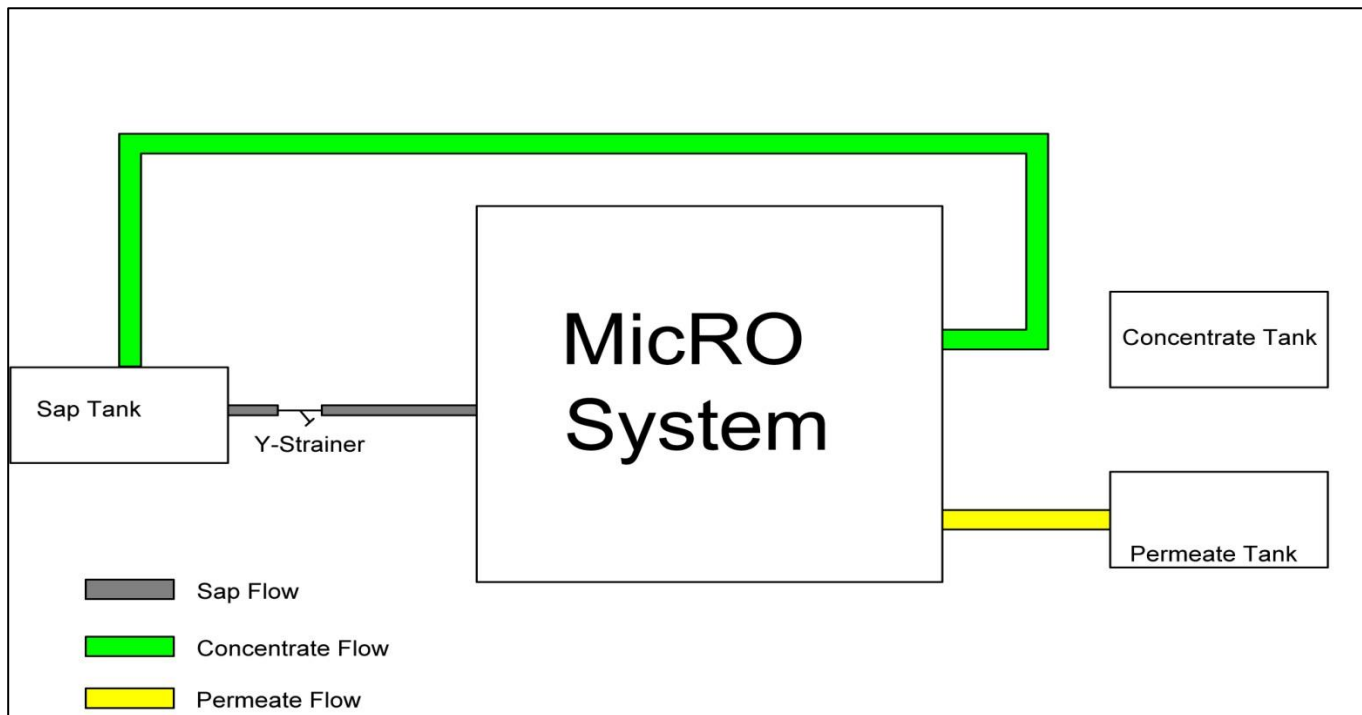 MicRO
System
Concentrate Tank
Sap Tank
Y-Strainer
Permeate Tank
Sap Flow
Concentrate Flow
Permeate Flow